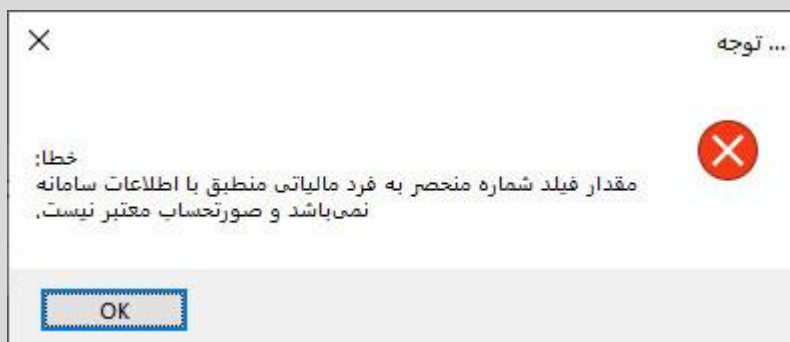 توجه ...
خطا:
مقدار فیلد شماره منحصر به فرد مالیاتی منطبق با اطلاعات سامانه
نمی‌باشد و صورتحساب معتبر نیست.
OK